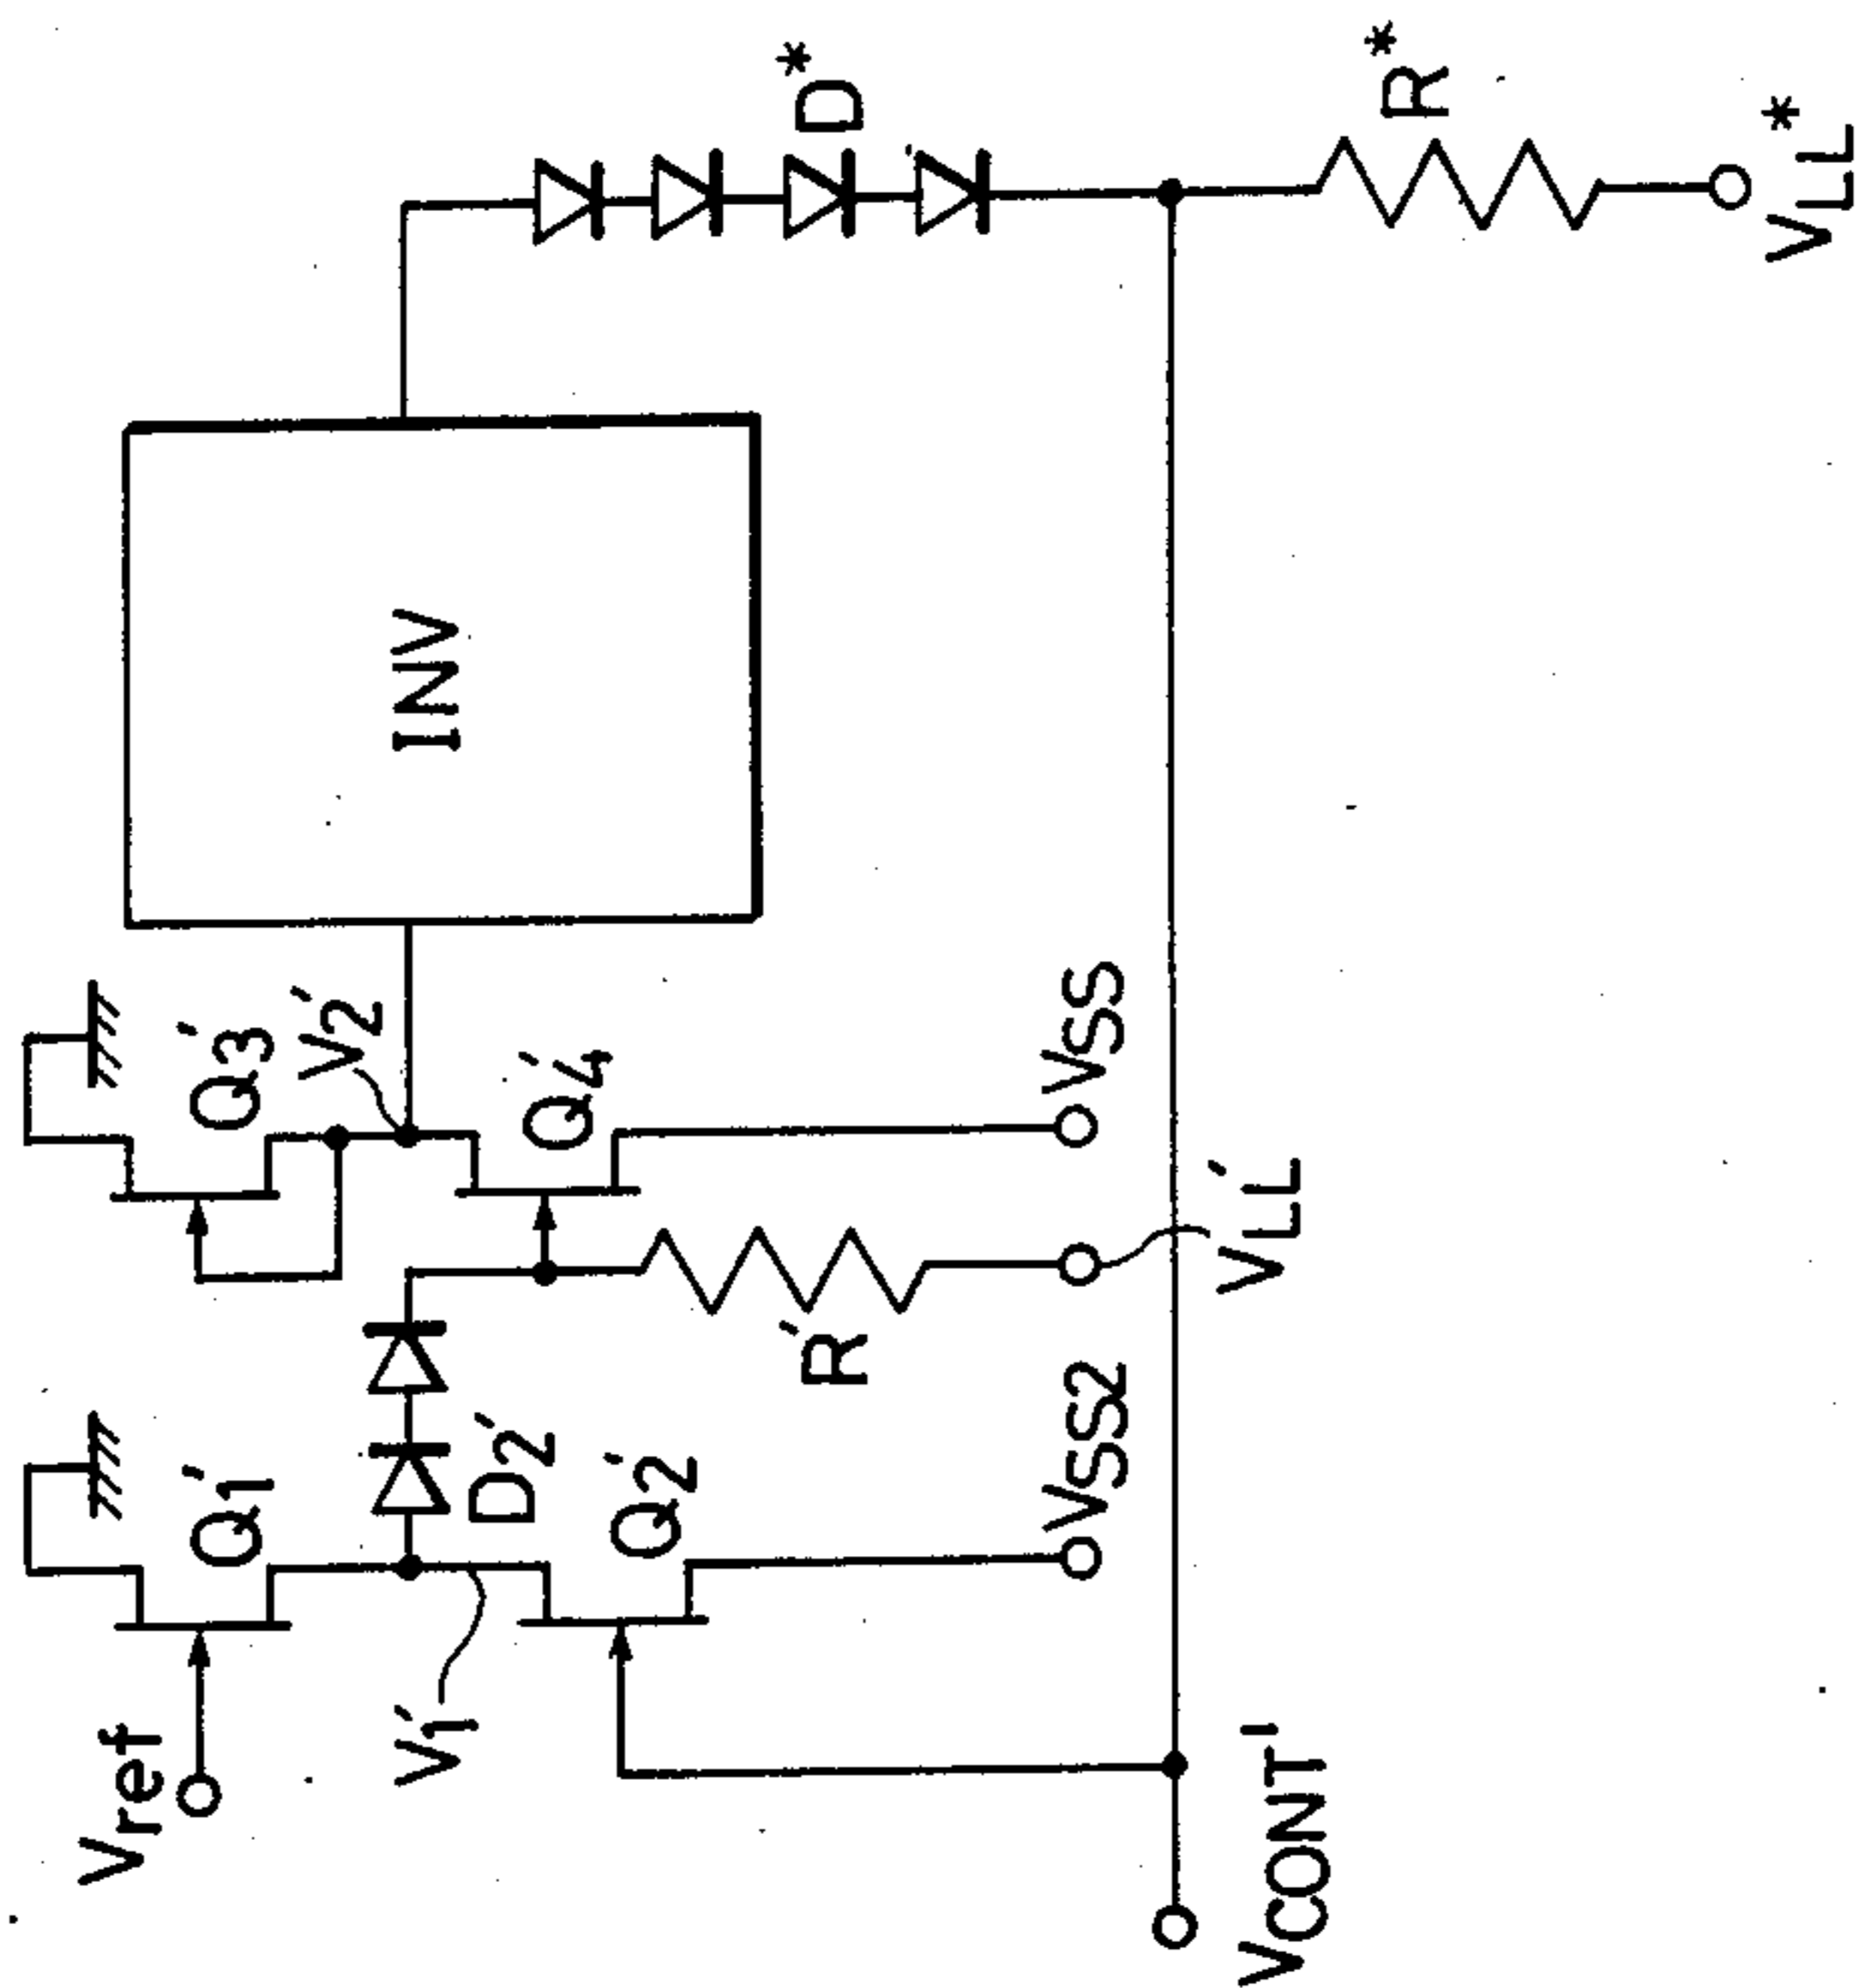 Vref
Q1'
Q3'
V2'
V1'
D2'
Q2'
Q4'
INV
D*
R'
VSS2
VSS
VLL'
VCONT'
R*
VLL*